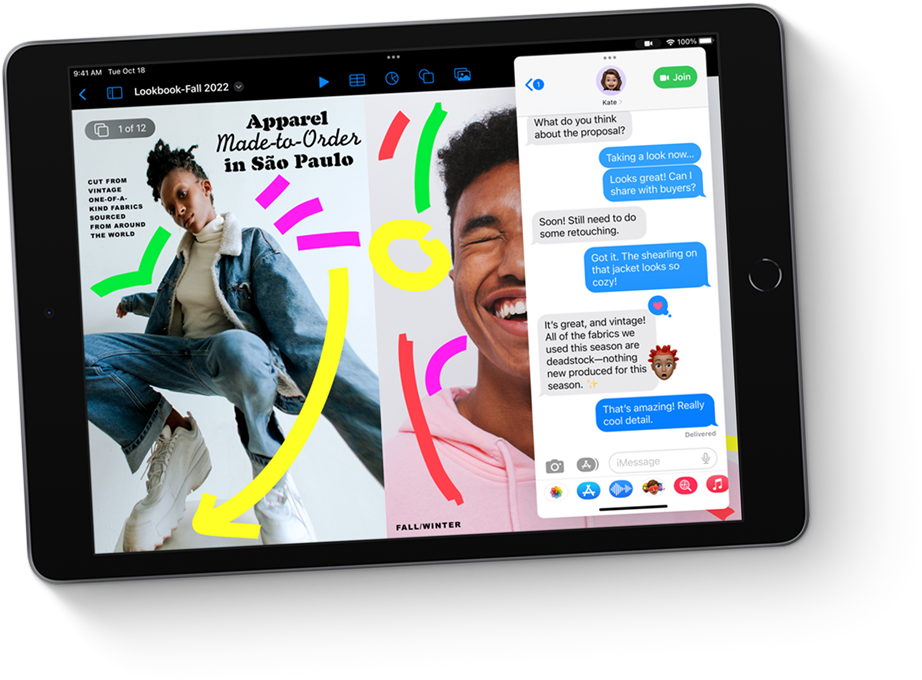 9:41 AM Tue Oct 18
100%
Lookbook-Fall 2022
1 of 12
Apparel
Made-to-Order
in São Paulo
CUT FROM
VINTAGE
ONE-OF-A-
KIND FABRICS
SOURCED
FROM AROUND
THE WORLD
FALL/WINTER
1
Kate
Join
What do you think
about the proposal?
Taking a look now...
Looks great! Can I
share with buyers?
Soon! Still need to do
some retouching.
Got it. The shearling on
that jacket looks so
cozy!
It's great, and vintage!
All of the fabrics we
used this season are
deadstock—nothing
new produced for this
season. ✨
That's amazing! Really
cool detail.
Delivered
iMessage